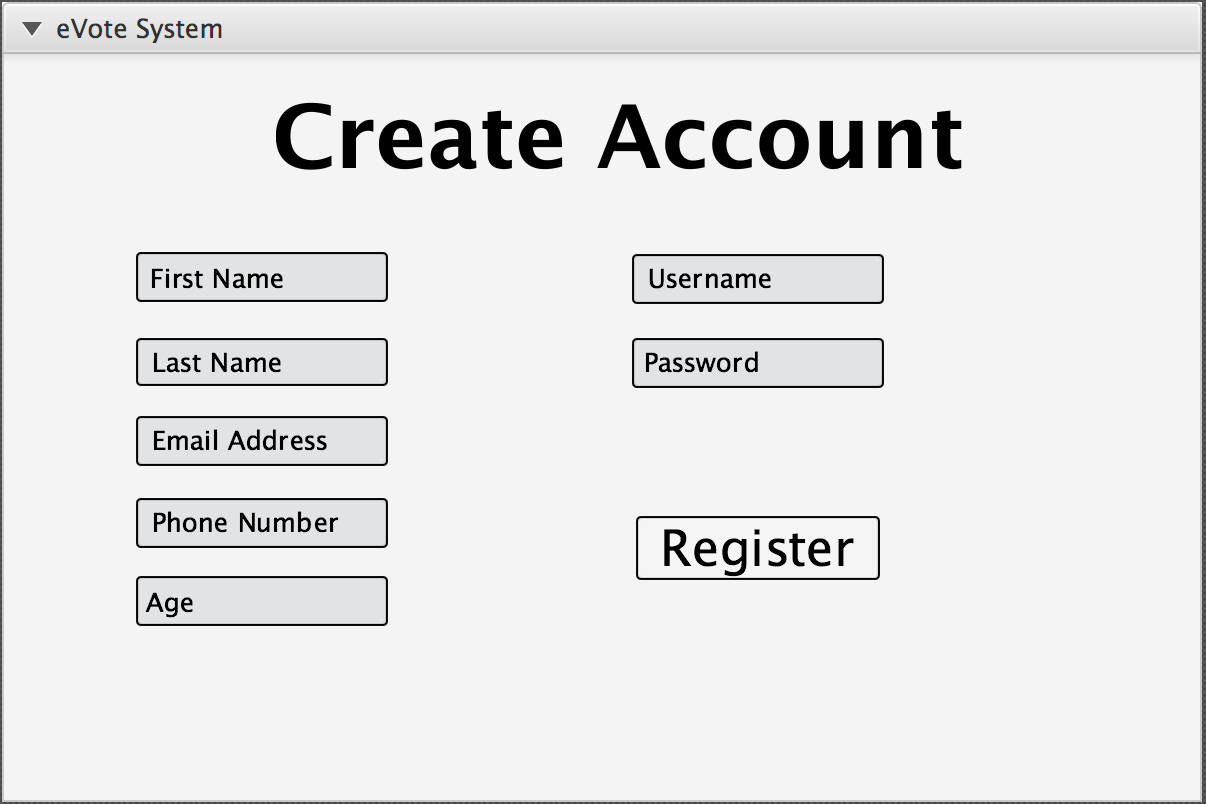 eVote System
Create Account
First Name
Last Name
Email Address
Phone Number
Age
Username
Password
Register